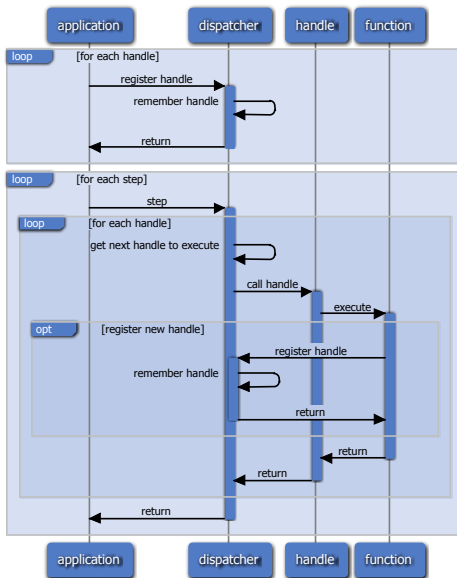 application dispatcher handle function
loop [for each handle]
register handle
remember handle
return
loop [for each step]
step
loop [for each handle]
get next handle to execute
call handle
execute
opt [register new handle]
register handle
remember handle
return
return
return
return
application dispatcher handle function